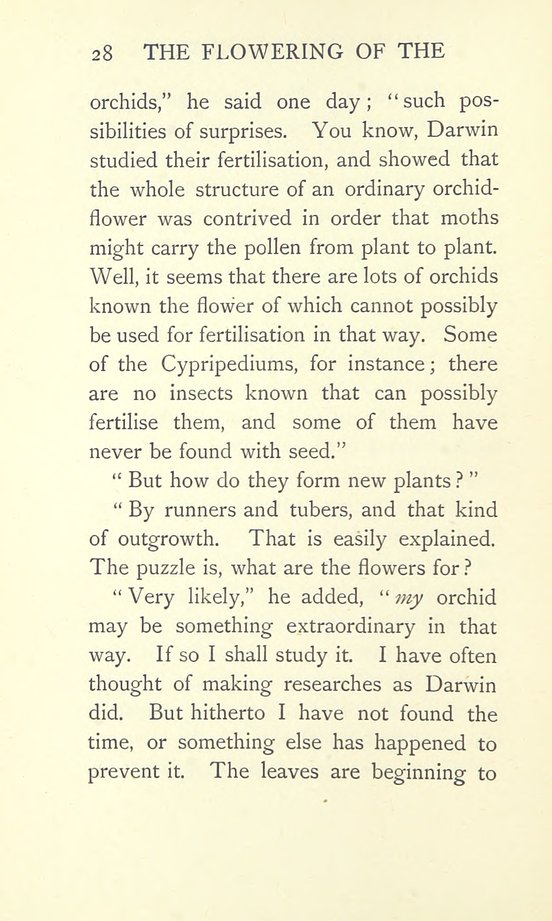 28 THE FLOWERING OF THE
orchids,” he said one day; “such pos-
sibilities of surprises. You know, Darwin
studied their fertilisation, and showed that
the whole structure of an ordinary orchid-
flower was contrived in order that moths
might carry the pollen from plant to plant.
Well, it seems that there are lots of orchids
known the flower of which cannot possibly
be used for fertilisation in that way. Some
of the Cypripediums, for instance; there
are no insects known that can possibly
fertilise them, and some of them have
never be found with seed.”
“But how do they form new plants?”
“By runners and tubers, and that kind
of outgrowth. That is easily explained.
The puzzle is, what are the flowers for?
“Very likely,” he added, “my orchid
may be something extraordinary in that
way. If so I shall study it. I have often
thought of making researches as Darwin
did. But hitherto I have not found the
time, or something else has happened to
prevent it. The leaves are beginning to